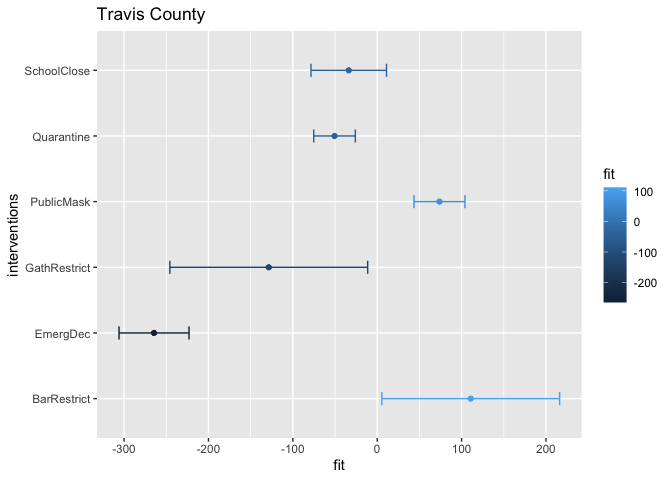 Travis County
interventions
SchoolClose
Quarantine
PublicMask
GathRestrict
EmergDec
BarRestrict
-300 -200 -100 0 100 200
fit
fit
100
0
-100
-200